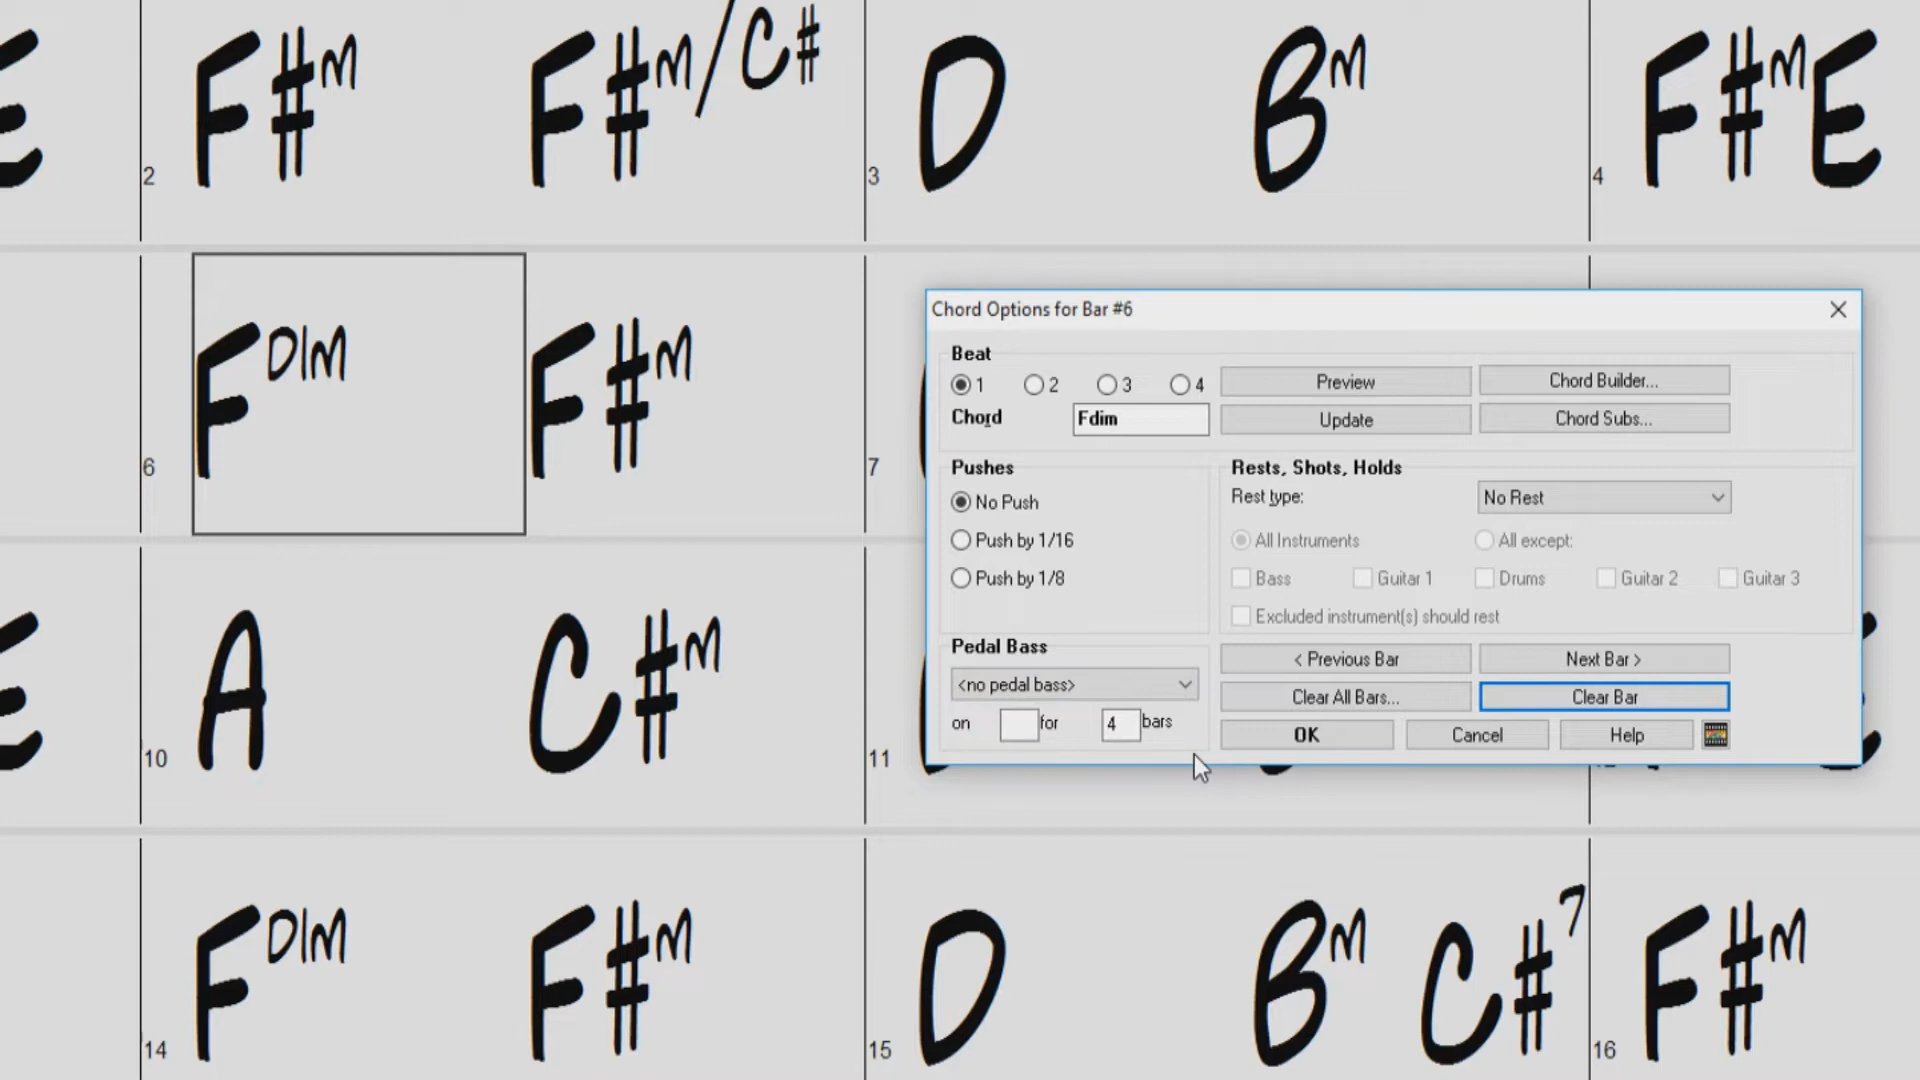 E 2 F#m F#m/C# 3 D Bm 4 F#m E
6 Fdim F#m 7
Chord Options for Bar #6
Beat
1 2 3 4 Preview Chord Builder...
Chord Fdim Update Chord Subs...
Pushes Rests, Shots, Holds
No Push Rest type: No Rest
Push by 1/16 All Instruments All except:
Push by 1/8 Bass Guitar 1 Drums Guitar 2 Guitar 3
Excluded instrument(s) should rest
Pedal Bass < Previous Bar Next Bar >
<no pedal bass> Clear All Bars... Clear Bar
on for 4 bars OK Cancel Help
E 10 A C#m 11
14 Fdim F#m 15 D Bm C#7 16 F#m